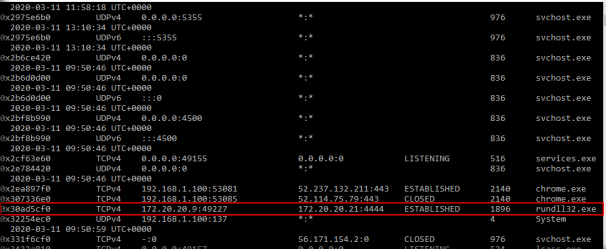 2020-03-11 11:58:18 UTC+0000
0x2975e6b0 UDPv4 0.0.0.0:5355 *:* 976 svchost.exe
2020-03-11 13:10:34 UTC+0000
0x2975e6b0 UDPv6 :::5355 *:* 976 svchost.exe
2020-03-11 13:10:34 UTC+0000
0x2b6ce420 UDPv4 0.0.0.0:0 *:* 836 svchost.exe
2020-03-11 09:50:46 UTC+0000
0x2b6d0d00 UDPv4 0.0.0.0:0 *:* 836 svchost.exe
2020-03-11 09:50:46 UTC+0000
0x2b6d0d00 UDPv6 :::0 *:* 836 svchost.exe
2020-03-11 09:50:46 UTC+0000
0x2bf8b990 UDPv4 0.0.0.0:4500 *:* 836 svchost.exe
2020-03-11 09:50:46 UTC+0000
0x2bf8b990 UDPv6 :::4500 *:* 836 svchost.exe
2020-03-11 09:50:46 UTC+0000
0x2cf63e60 TCPv4 0.0.0.0:49155 0.0.0.0:0 LISTENING 516 services.exe
0x2e784420 UDPv4 0.0.0.0:0 *:* 836 svchost.exe
2020-03-11 09:50:46 UTC+0000
0x2ea897f0 TCPv4 192.168.1.100:53081 52.237.132.211:443 ESTABLISHED 2140 chrome.exe
0x307336e0 TCPv4 192.168.1.100:53085 52.114.75.79:443 CLOSED 2140 chrome.exe
0x30ad5cf0 TCPv4 172.20.20.9:49227 172.20.20.21:4444 ESTABLISHED 1896 rundll32.exe
0x32254ec0 UDPv4 192.168.1.100:137 *:* 4 System
2020-03-11 09:50:59 UTC+0000
0x331f6cf0 TCPv4 -:0 56.171.154.2:0 CLOSED 976 svchost.exe